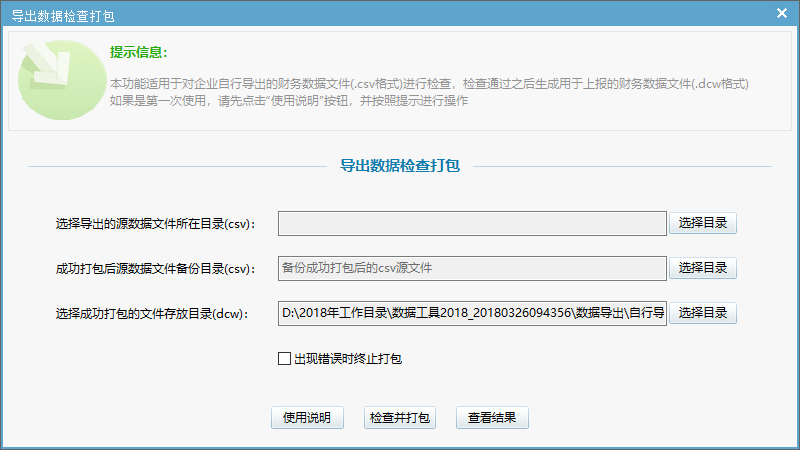 导出数据检查打包
提示信息：
本功能适用于对企业自行导出的财务数据文件(.csv格式)进行检查，检查通过之后生成用于上报的财务数据文件(.dcw格式)
如果是第一次使用，请先点击“使用说明”按钮，并按照提示进行操作
导出数据检查打包
选择导出的源数据文件所在目录(csv)： 选择目录
成功打包后源数据文件备份目录(csv)： 备份成功打包后的csv源文件 选择目录
选择成功打包的文件存放目录(dcw)： D:\2018年工作目录\数据工具2018_20180326094356\数据导出\自行导 选择目录
出现错误时终止打包
使用说明 检查并打包 查看结果